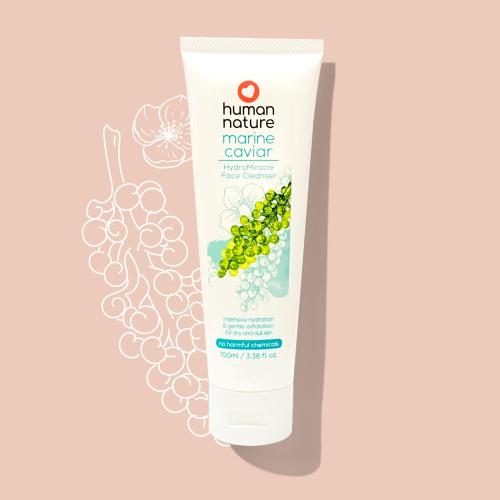 human
nature
marine
caviar
HydroMiracle
Face Cleanser
intensive hydration
& gentle exfoliation
for dry and dull skin
no harmful chemicals
100ml / 3.38 fl. oz.